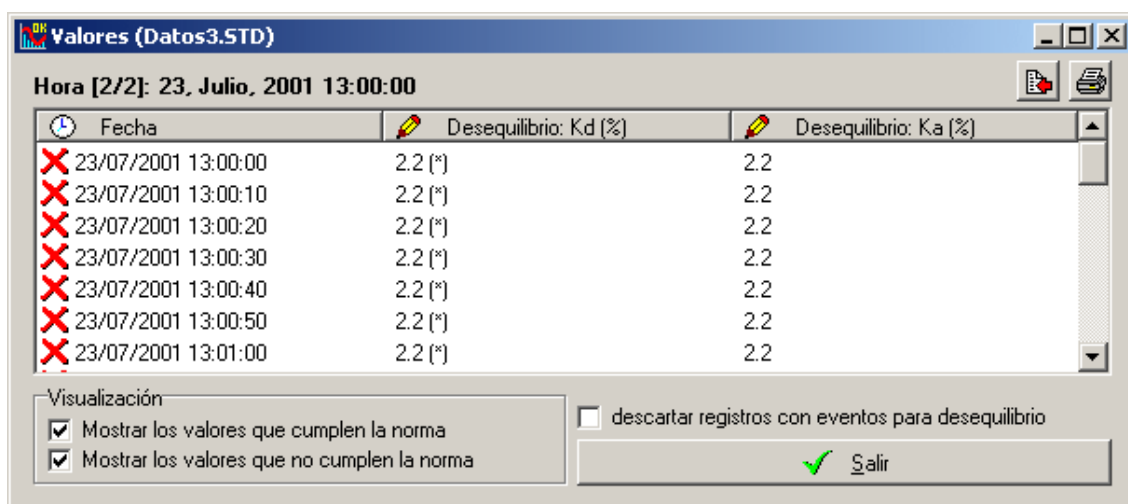 Valores (Datos3.STD)
Hora [2/2]: 23, Julio, 2001 13:00:00
Fecha Desequilibrio: Kd (%) Desequilibrio: Ka (%)
23/07/2001 13:00:00 2.2 (*) 2.2
23/07/2001 13:00:10 2.2 (*) 2.2
23/07/2001 13:00:20 2.2 (*) 2.2
23/07/2001 13:00:30 2.2 (*) 2.2
23/07/2001 13:00:40 2.2 (*) 2.2
23/07/2001 13:00:50 2.2 (*) 2.2
23/07/2001 13:01:00 2.2 (*) 2.2
Visualización
Mostrar los valores que cumplen la norma
Mostrar los valores que no cumplen la norma
descartar registros con eventos para desequilibrio
Salir